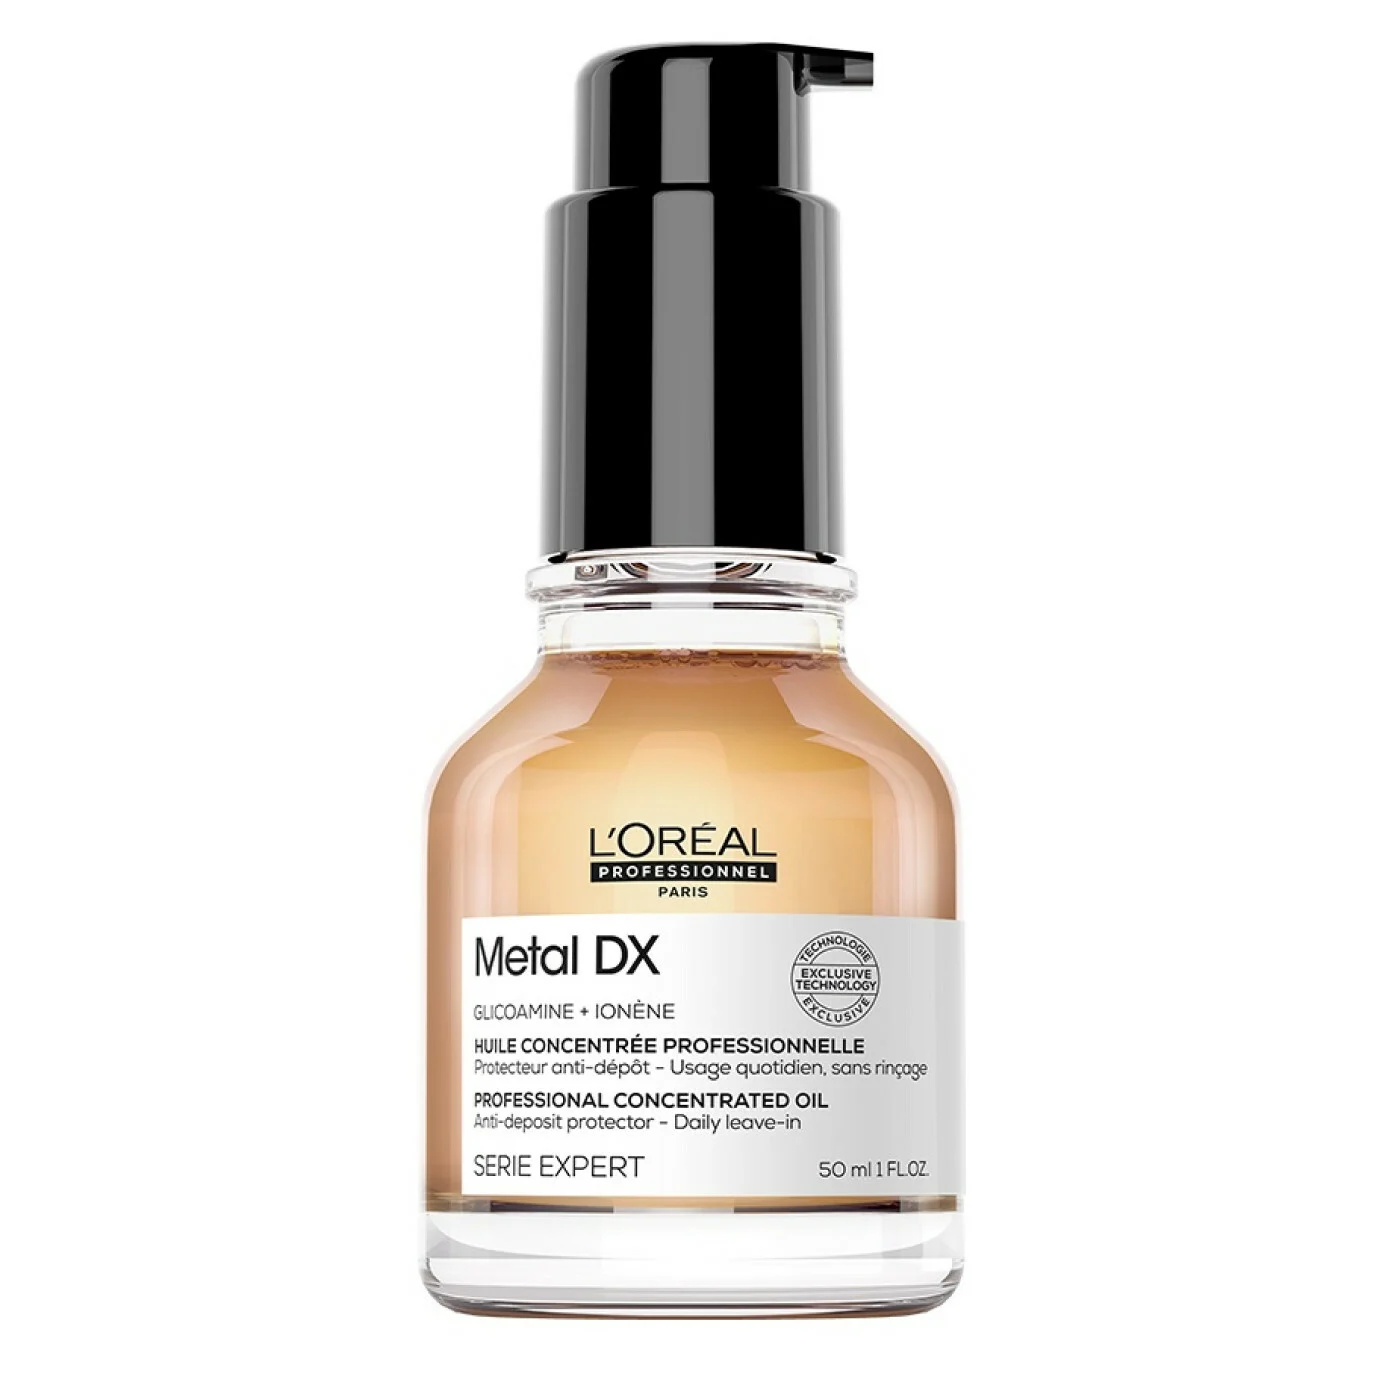 L'ORÉAL
PROFESSIONNEL
PARIS
Metal DX
TECHNOLOGIE
EXCLUSIVE
TECHNOLOGY
EXCLUSIVE
GLICOAMINE + IONÈNE
HUILE CONCENTRÉE PROFESSIONNELLE
Protecteur anti-dépôt - Usage quotidien, sans rinçage
PROFESSIONAL CONCENTRATED OIL
Anti-deposit protector - Daily leave-in
SERIE EXPERT
50 ml 1 FL.OZ.